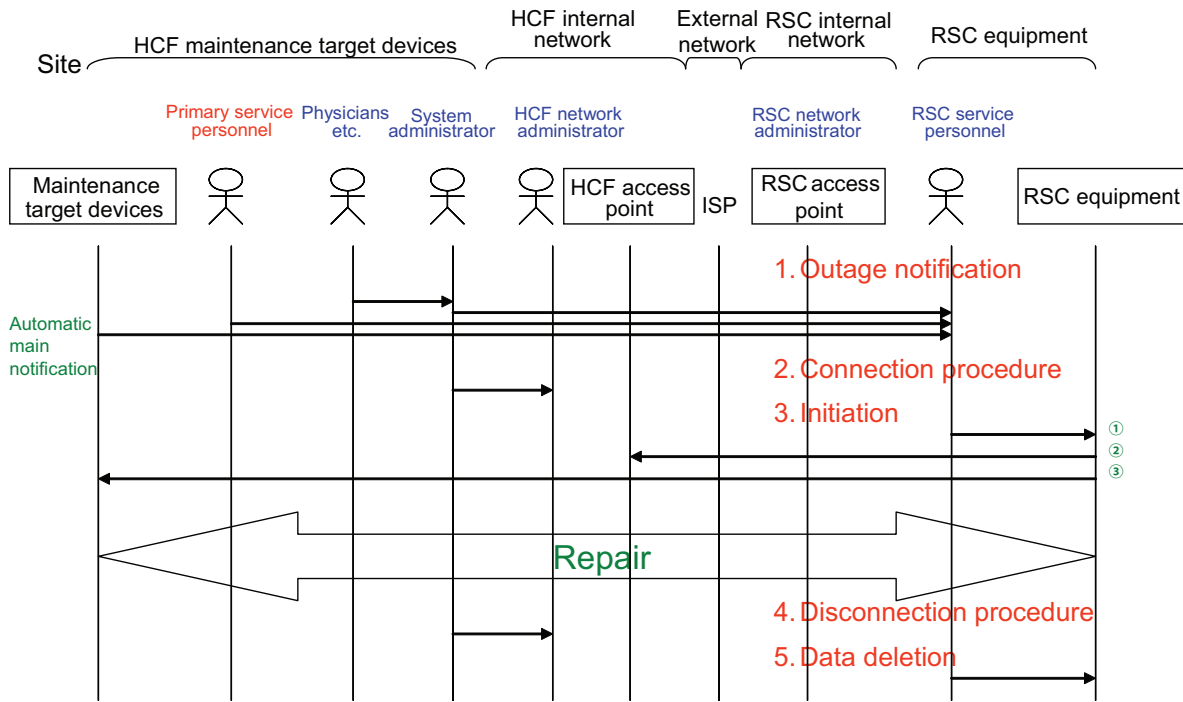 HCF internal
network
External
network
RSC internal
network
HCF maintenance target devices
RSC equipment
Site
Primary service
personnel
Physicians
etc.
System
administrator
HCF network
administrator
RSC network
administrator
RSC service
personnel
Maintenance
target devices
HCF access
point
ISP
RSC access
point
RSC equipment
1. Outage notification
Automatic
main
notification
2. Connection procedure
3. Initiation
①
②
③
Repair
4. Disconnection procedure
5. Data deletion